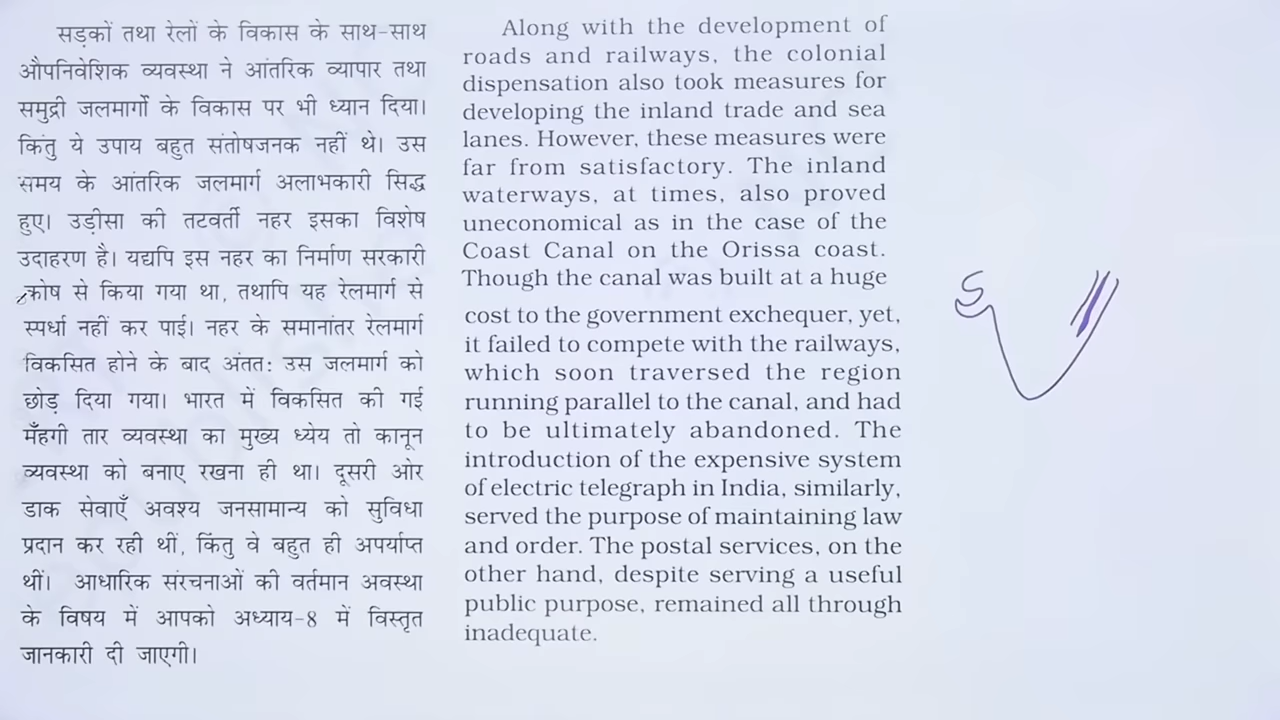 सड़कों तथा रेलों के विकास के साथ-साथ
औपनिवेशिक व्यवस्था ने आंतरिक व्यापार तथा
समुद्री जलमार्गों के विकास पर भी ध्यान दिया।
किंतु ये उपाय बहुत संतोषजनक नहीं थे। उस
समय के आंतरिक जलमार्ग अलाभकारी सिद्ध
हुए। उड़ीसा की तटवर्ती नहर इसका विशेष
उदाहरण है। यद्यपि इस नहर का निर्माण सरकारी
कोष से किया गया था, तथापि यह रेलमार्ग से
स्पर्धा नहीं कर पाई। नहर के समानांतर रेलमार्ग
विकसित होने के बाद अंततः उस जलमार्ग को
छोड़ दिया गया। भारत में विकसित की गई
मँहगी तार व्यवस्था का मुख्य ध्येय तो कानून
व्यवस्था को बनाए रखना ही था। दूसरी ओर
डाक सेवाएँ अवश्य जनसामान्य को सुविधा
प्रदान कर रही थीं, किंतु वे बहुत ही अपर्याप्त
थीं। आधारिक संरचनाओं की वर्तमान अवस्था
के विषय में आपको अध्याय-8 में विस्तृत
जानकारी दी जाएगी।
Along with the development of
roads and railways, the colonial
dispensation also took measures for
developing the inland trade and sea
lanes. However, these measures were
far from satisfactory. The inland
waterways, at times, also proved
uneconomical as in the case of the
Coast Canal on the Orissa coast.
Though the canal was built at a huge
cost to the government exchequer, yet,
it failed to compete with the railways,
which soon traversed the region
running parallel to the canal, and had
to be ultimately abandoned. The
introduction of the expensive system
of electric telegraph in India, similarly,
served the purpose of maintaining law
and order. The postal services, on the
other hand, despite serving a useful
public purpose, remained all through
inadequate.